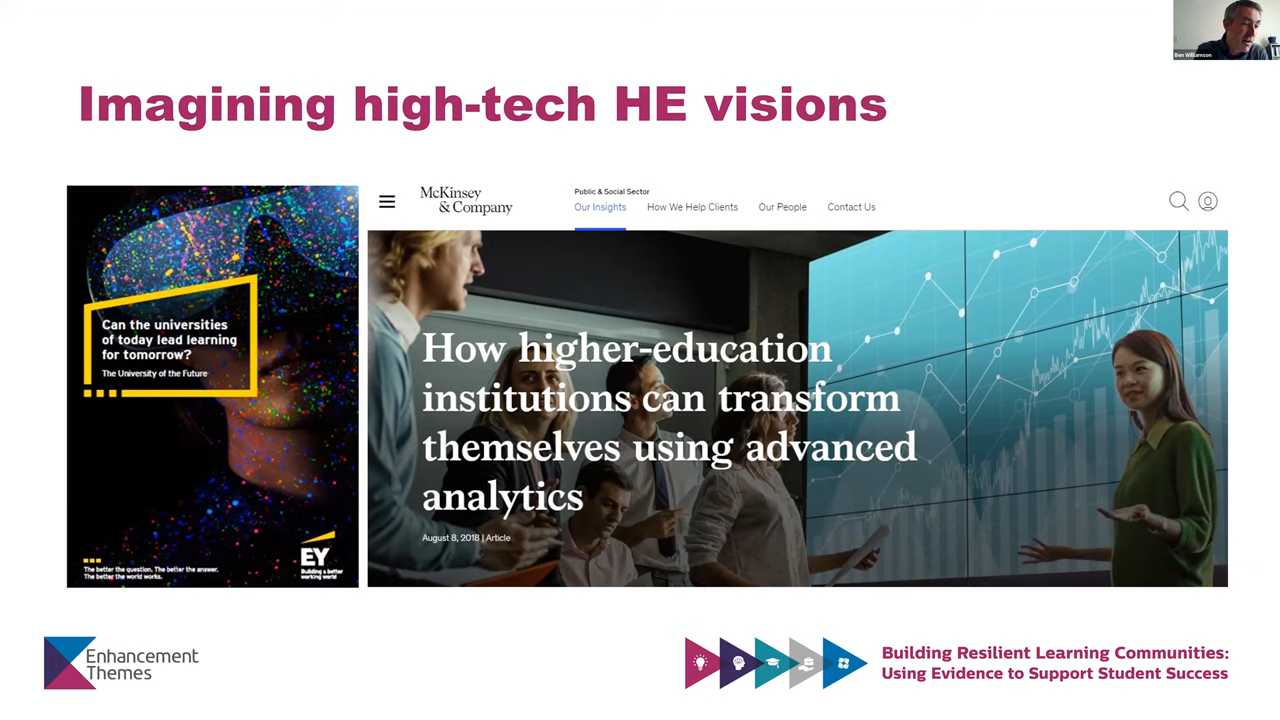 Ben Williamson
Imagining high-tech HE visions
Can the universities
of today lead learning
for tomorrow?
The University of the Future
The better the question. The better the answer.
The better the world works.
EY
Building a better
working world
McKinsey
& Company
Public & Social Sector
Our Insights
How We Help Clients
Our People
Contact Us
How higher-education
institutions can transform
themselves using advanced
analytics
August 8, 2018 | Article
Enhancement
Themes
Building Resilient Learning Communities:
Using Evidence to Support Student Success